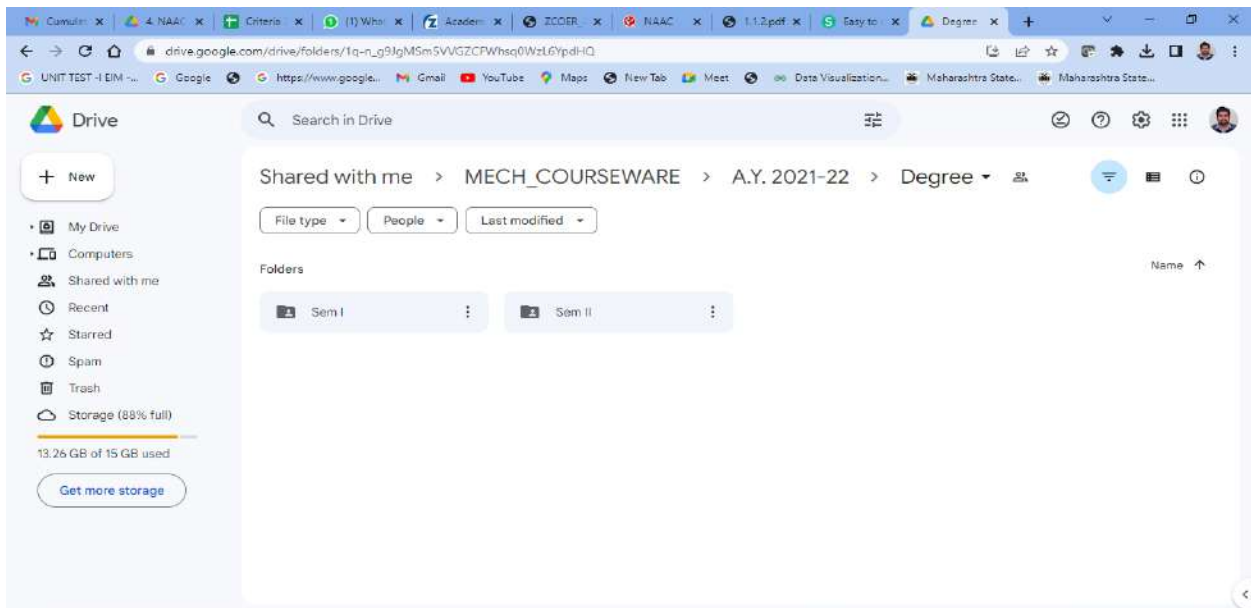 Cumulat
4. NAAC
Criteria
(1) What
Academ
ZCOER_
NAAC
1.1.2.pdf
Easy to
Degree
drive.google.com/drive/folders/1q-n_g9JgMSm5VVGZCFWhsq0WzL6YpdHQ
UNIT TEST -I EIM -...
Google
https://www.google...
Gmail
YouTube
Maps
New Tab
Meet
Data Visualization...
Maharashtra State...
Maharashtra State...
Drive
Search in Drive
New
Shared with me > MECH_COURSEWARE > A.Y. 2021-22 > Degree
File type
People
Last modified
My Drive
Computers
Shared with me
Recent
Starred
Spam
Trash
Storage (88% full)
13.26 GB of 15 GB used
Get more storage
Folders
Name
Sem I
Sem II